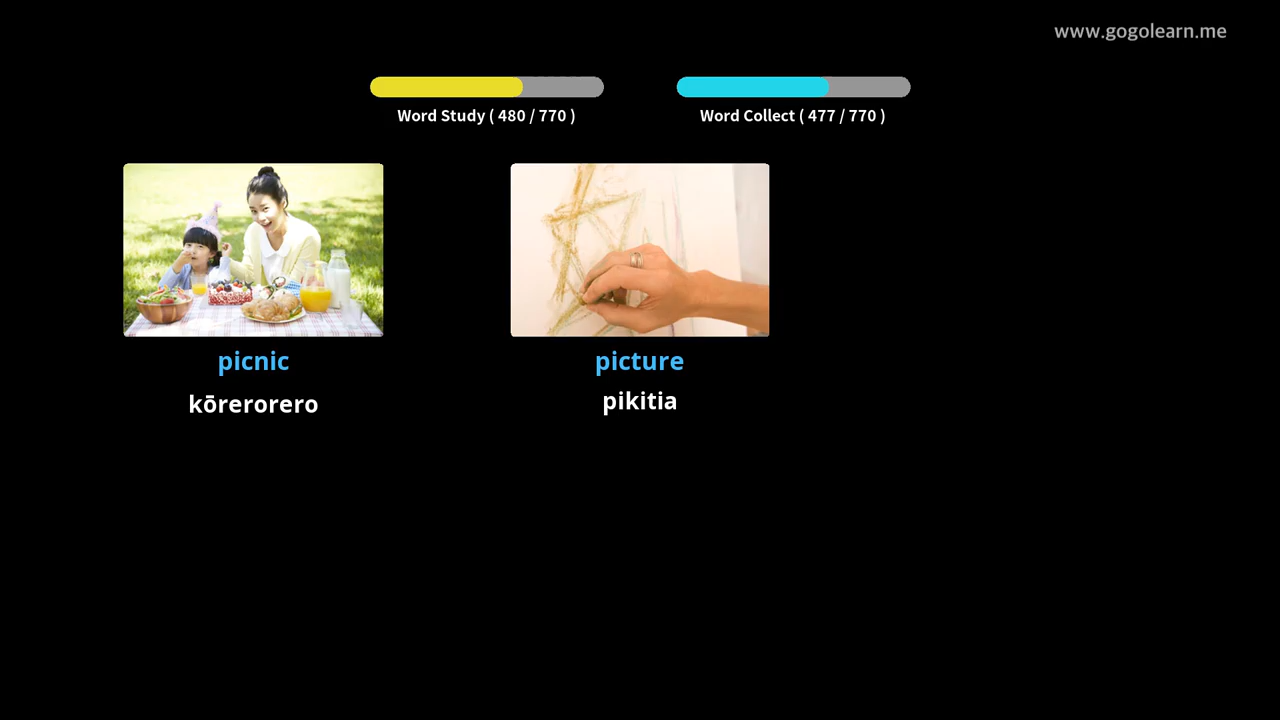 www.gogolearn.me
Word Study ( 480 / 770 )
Word Collect ( 477 / 770 )
picnic
kōrerorero
picture
pikitia